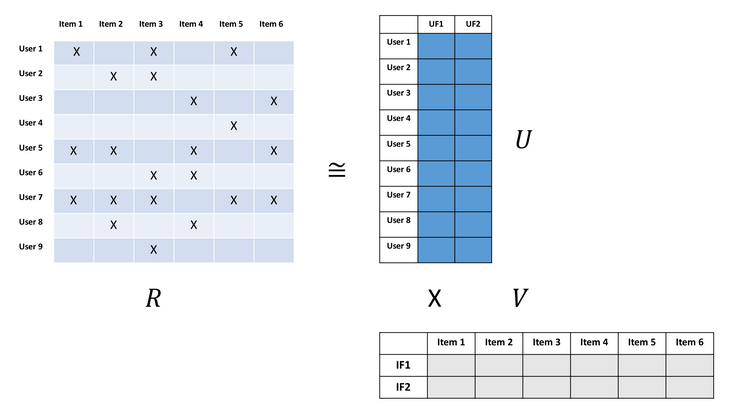 Item 1 Item 2 Item 3 Item 4 Item 5 Item 6
User 1 X X X
User 2 X X
User 3 X X
User 4 X
User 5 X X X X
User 6 X X
User 7 X X X X X
User 8 X X
User 9 X
R
≅
UF1 UF2
User 1
User 2
User 3
User 4
User 5
User 6
User 7
User 8
User 9
U
X V
Item 1 Item 2 Item 3 Item 4 Item 5 Item 6
IF1
IF2